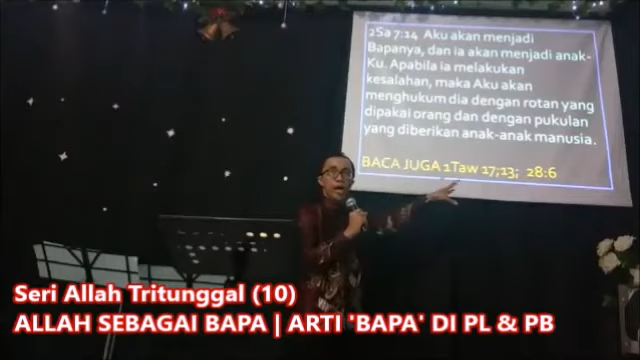 2Sa 7:14 Aku akan menjadi
Bapanya, dan ia akan menjadi anak-
Ku. Apabila ia melakukan
kesalahan, maka Aku akan
menghukum dia dengan rotan yang
dipakai orang dan dengan pukulan
yang diberikan anak-anak manusia.
BACA JUGA 1Taw 17;13; 28:6
Seri Allah Tritunggal (10)
ALLAH SEBAGAI BAPA | ARTI 'BAPA' DI PL & PB